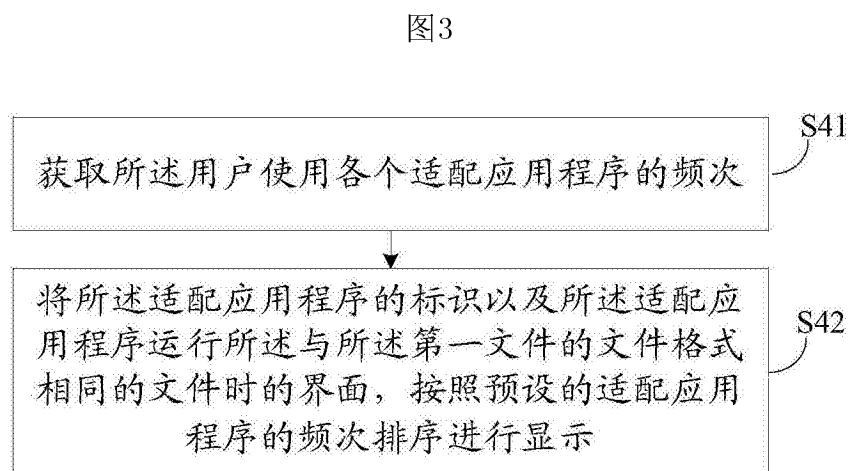 图3
获取所述用户使用各个适配应用程序的频次
S41
将所述适配应用程序的标识以及所述适配应
用程序运行所述与所述第一文件的文件格式
相同的文件时的界面，按照预设的适配应用
程序的频次排序进行显示
S42